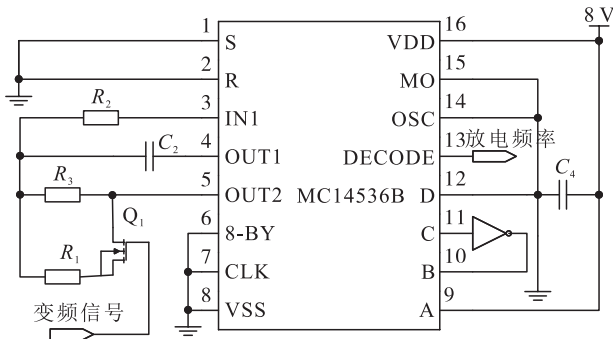 8 V
1 S VDD 16
2 R MO 15
R2 3 IN1 OSC 14
C2 4 OUT1 DECODE 13 放电频率
R3 5 OUT2 MC14536B D 12 C4
Q1 6 8-BY C 11
R1 7 CLK B 10
8 VSS A 9
变频信号